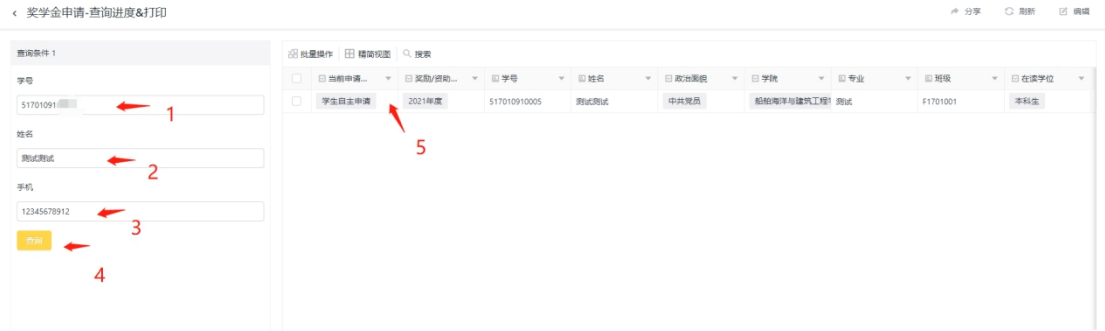 奖学金申请-查询进度&打印
分享 刷新 编辑
查询条件 1
学号
51701091
1
姓名
测试测试
2
手机
12345678912
3
查询
4
批量操作 精简视图 搜索
当前申请... 奖励/资助... 学号 姓名 政治面貌 学院 专业 班级 在读学位
学生自主申请 2021年度 517010910005 测试测试 中共党员 船舶海洋与建筑工程 测试 F1701001 本科生
5